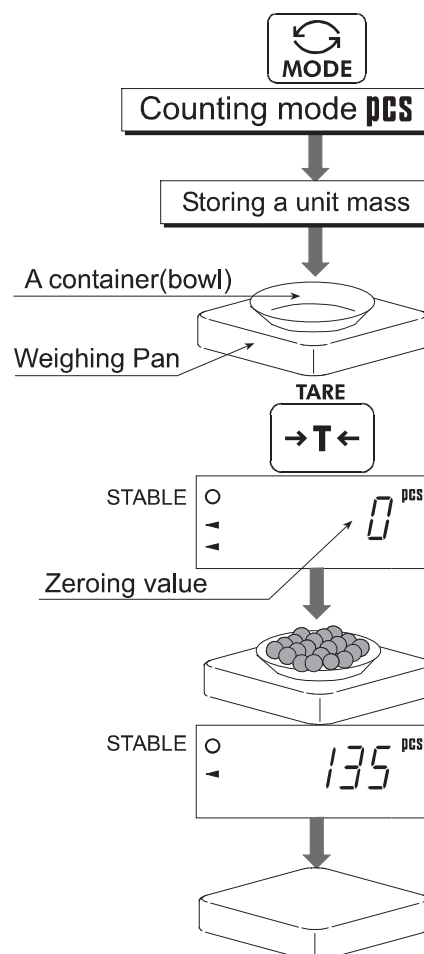 MODE
Counting mode pcs
Storing a unit mass
A container(bowl)
Weighing Pan
TARE
→T←
STABLE
0 pcs
Zeroing value
STABLE
135 pcs